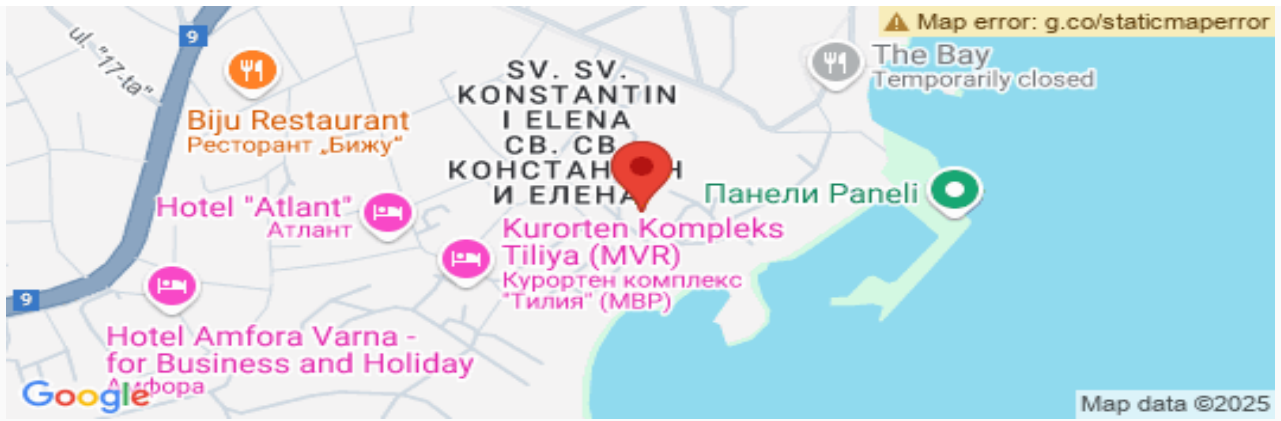 Map error: g.co/staticmaperror
9
ul. "17-ta"
Biju Restaurant
Ресторант „Бижу“
SV. SV.
KONSTANTIN
I ELENA
СВ. СВ.
И ЕЛЕНА
The Bay
Temporarily closed
Панели Paneli
Hotel "Atlant"
Атлант
Kurorten Kompleks
Tiliya (MVR)
Курортен комплекс
"Тилия" (МВР)
9
Hotel Amfora Varna -
for Business and Holiday
Амфора
Google
Map data ©2025